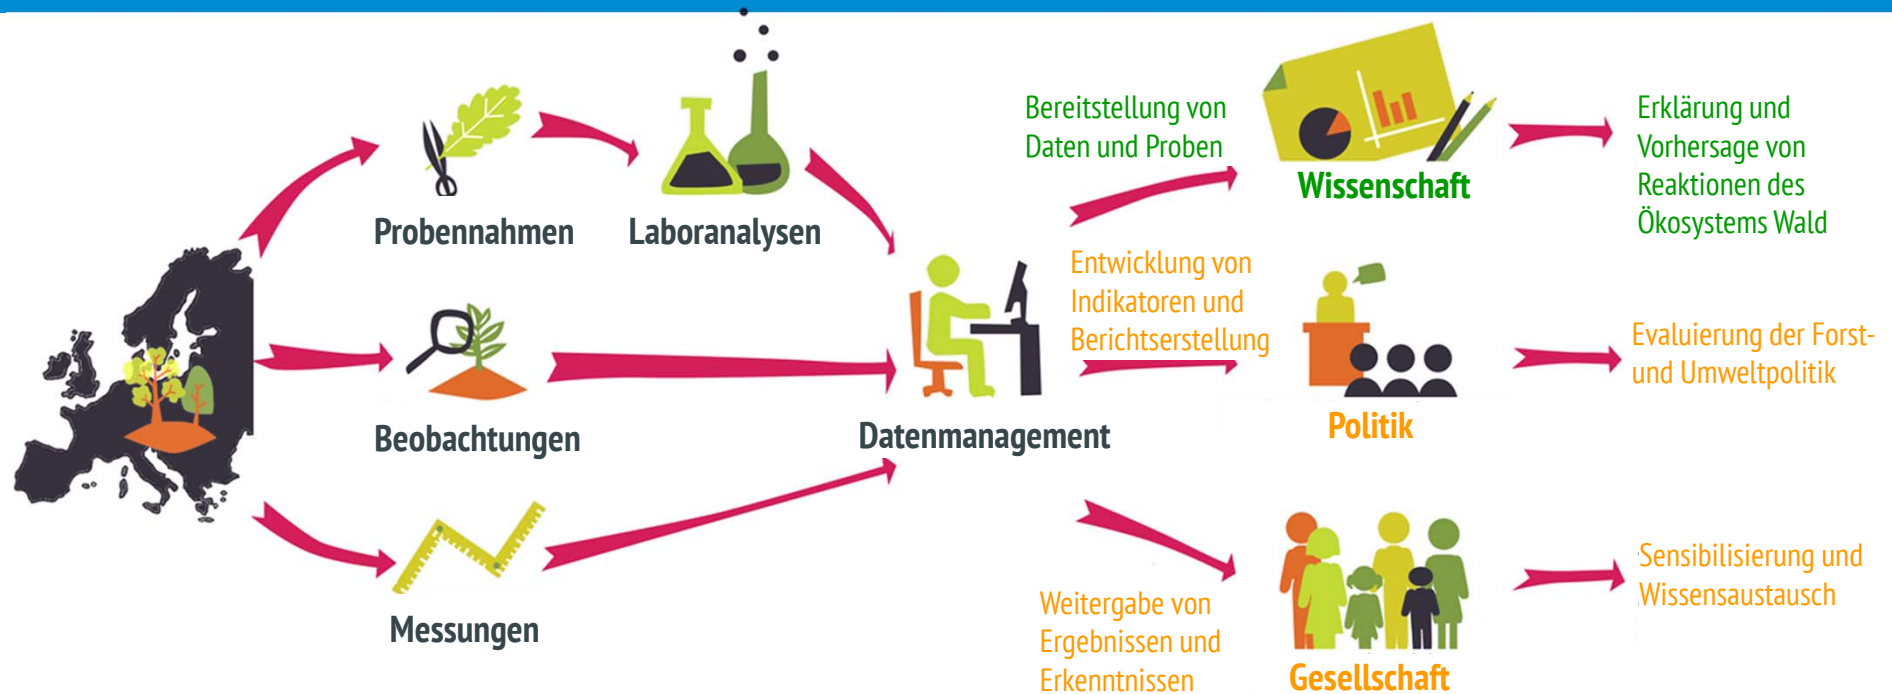 Probennahmen
Laboranalysen
Beobachtungen
Messungen
Datenmanagement
Bereitstellung von
Daten und Proben
Wissenschaft
Erklärung und
Vorhersage von
Reaktionen des
Ökosystems Wald
Entwicklung von
Indikatoren und
Berichtserstellung
Politik
Evaluierung der Forst-
und Umweltpolitik
Weitergabe von
Ergebnissen und
Erkenntnissen
Gesellschaft
Sensibilisierung und
Wissensaustausch